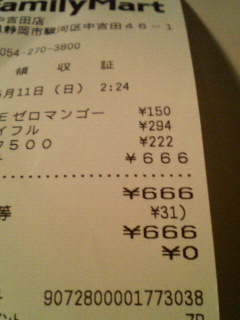 FamilyMart
中吉田店
静岡市駿河区中吉田46-1
054-270-3800
領 収 証
5月11日(日) 2:24
Eゼロマンゴー ¥150
イフル ¥294
500 ¥222
¥666
¥666
等 ¥31)
¥666
¥0
9072800001773038